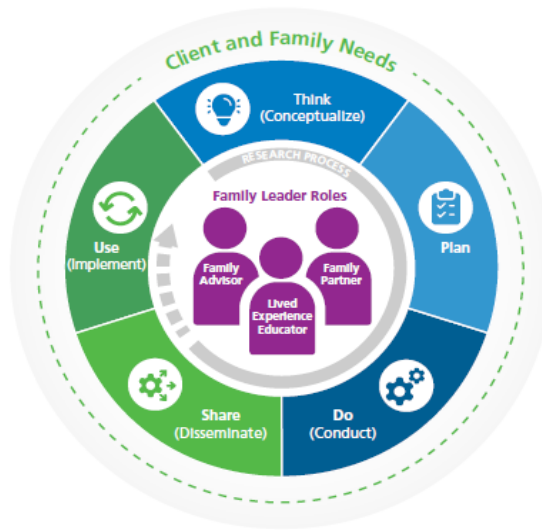 Client and Family Needs
Think
(Conceptualize)
RESEARCH PROCESS
Family Leader Roles
Plan
Use
(Implement)
Family
Advisor
Family
Partner
Lived
Experience
Educator
Share
(Disseminate)
Do
(Conduct)